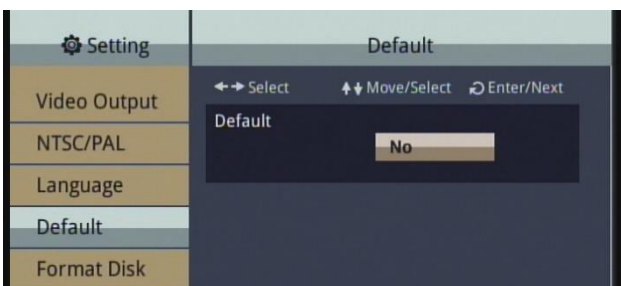 Setting
Default
Select Move/Select Enter/Next
Video Output
Default
No
NTSC/PAL
Language
Default
Format Disk